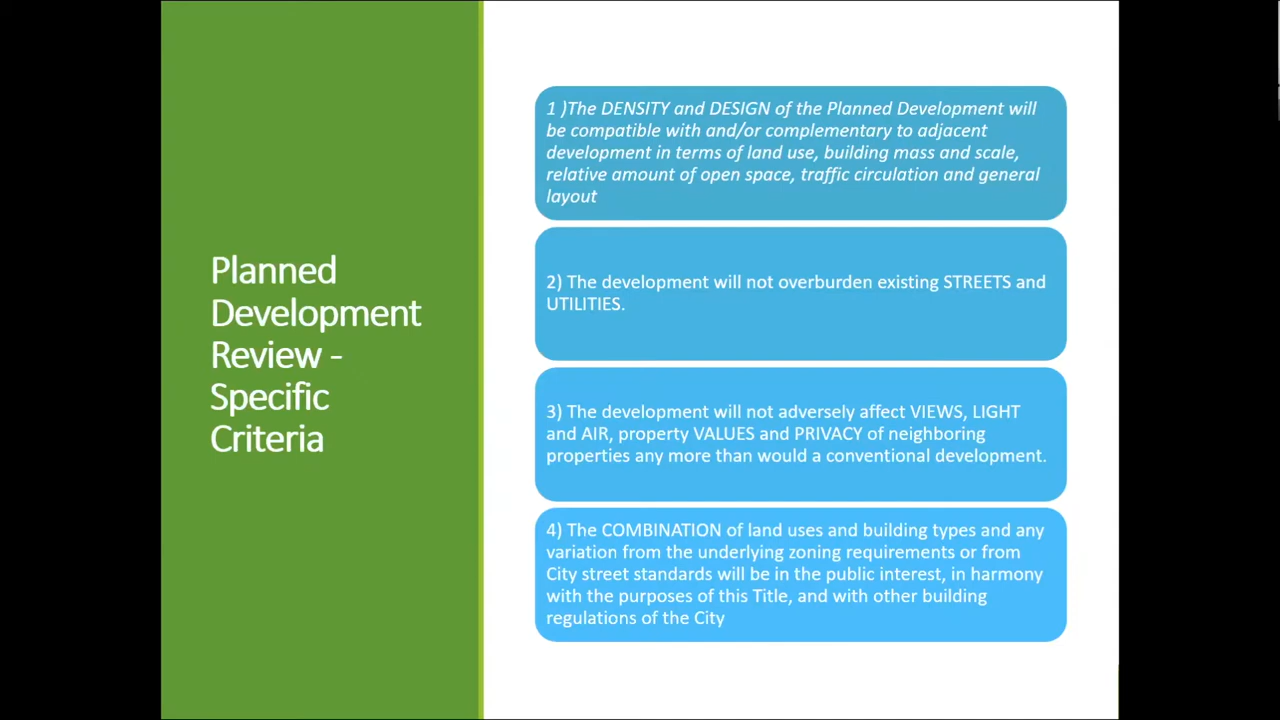 Planned
Development
Review -
Specific
Criteria
1 )The DENSITY and DESIGN of the Planned Development will
be compatible with and/or complementary to adjacent
development in terms of land use, building mass and scale,
relative amount of open space, traffic circulation and general
layout
2) The development will not overburden existing STREETS and
UTILITIES.
3) The development will not adversely affect VIEWS, LIGHT
and AIR, property VALUES and PRIVACY of neighboring
properties any more than would a conventional development.
4) The COMBINATION of land uses and building types and any
variation from the underlying zoning requirements or from
City street standards will be in the public interest, in harmony
with the purposes of this Title, and with other building
regulations of the City